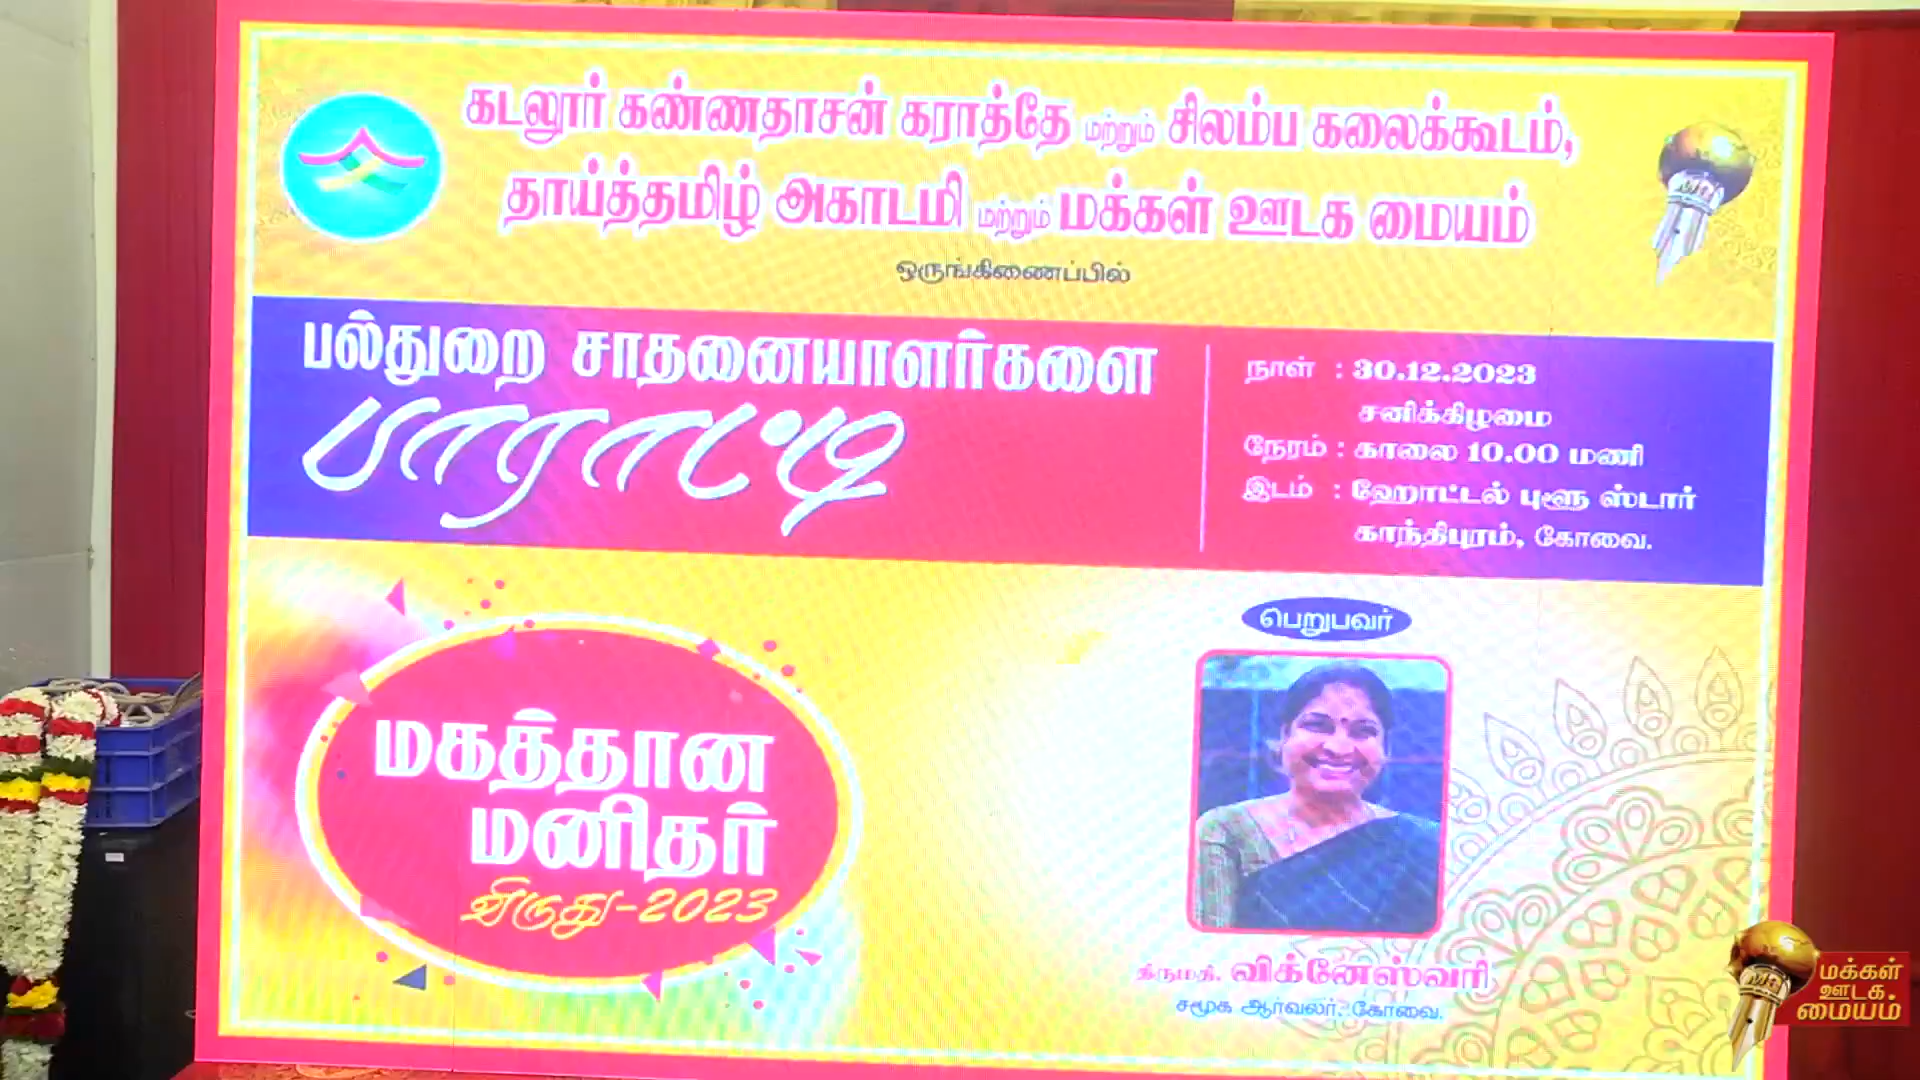 கடலூர் கண்ணதாசன் கராத்தே மற்றும் சிலம்ப கலைக்கூடம்,
தாய்த்தமிழ் அகாடமி மற்றும் மக்கள் ஊடக மையம்
ஒருங்கிணைப்பில்
பல்துறை சாதனையாளர்களை
பாராட்டி
நாள் : 30.12.2023
சனிக்கிழமை
நேரம் : காலை 10.00 மணி
இடம் : ஹோட்டல் புளூ ஸ்டார்
காந்திபுரம், கோவை.
பெறுபவர்
மகத்தான
மனிதர்
விருது-2023
திருமதி. விக்னேஸ்வரி,
சமூக ஆர்வலர், கோவை.
மக்கள்
ஊடக
மையம்